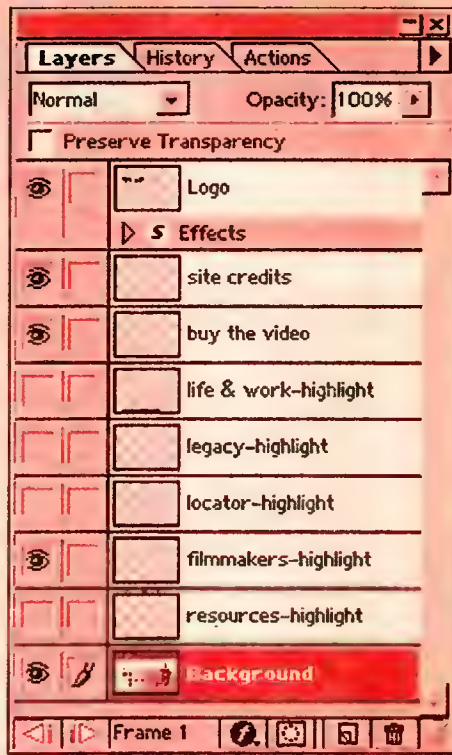 Layers History Actions
Normal Opacity: 100%
Preserve Transparency
Logo
S Effects
site credits
buy the video
life & work-highlight
legacy-highlight
locator-highlight
filmmakers-highlight
resources-highlight
Background
Frame 1